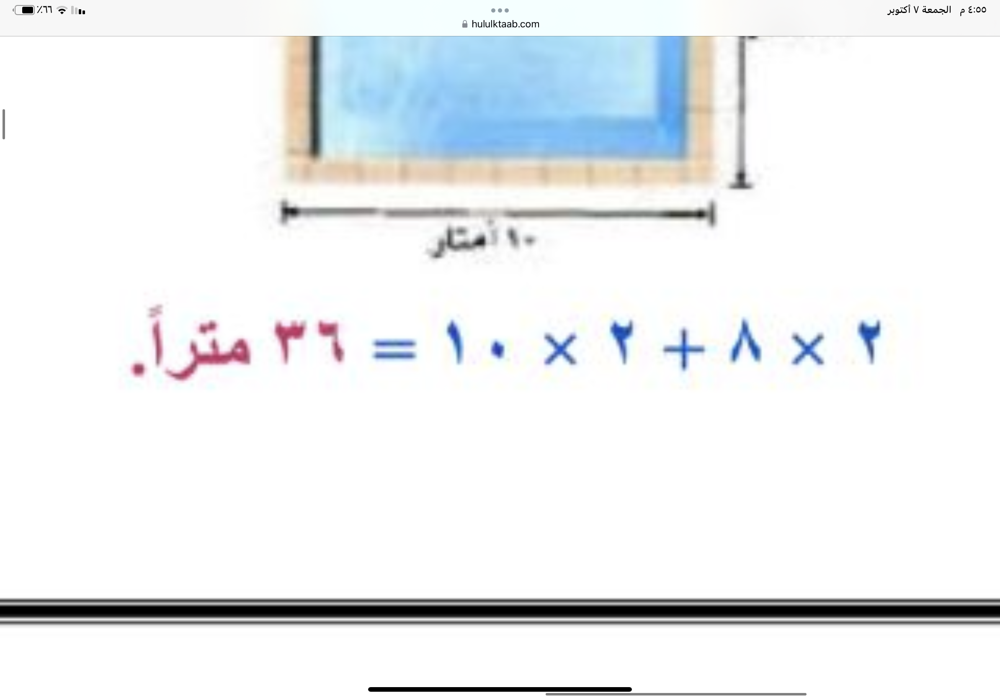 ٤:٥٥ م الجمعة ٧ أكتوبر
٪٦٦
hululktaab.com
١٠ أمتار
٢ × ٨ + ٢ × ١٠ = ٣٦ متراً.